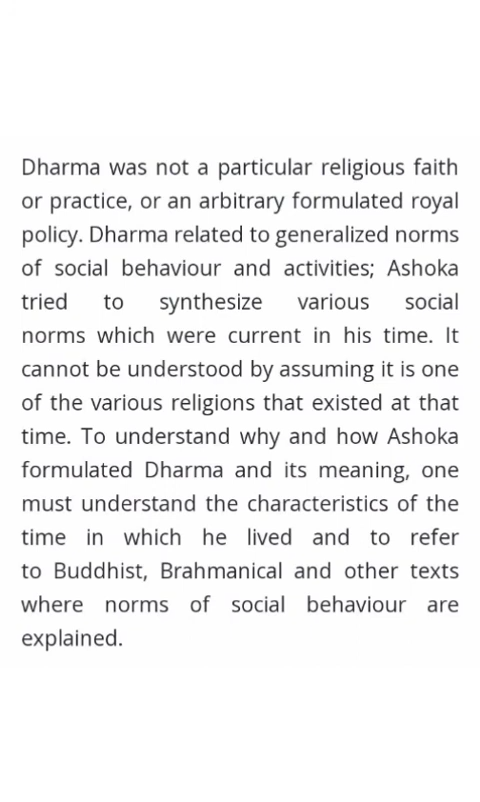 Dharma was not a particular religious faith
or practice, or an arbitrary formulated royal
policy. Dharma related to generalized norms
of social behaviour and activities; Ashoka
tried to synthesize various social
norms which were current in his time. It
cannot be understood by assuming it is one
of the various religions that existed at that
time. To understand why and how Ashoka
formulated Dharma and its meaning, one
must understand the characteristics of the
time in which he lived and to refer
to Buddhist, Brahmanical and other texts
where norms of social behaviour are
explained.